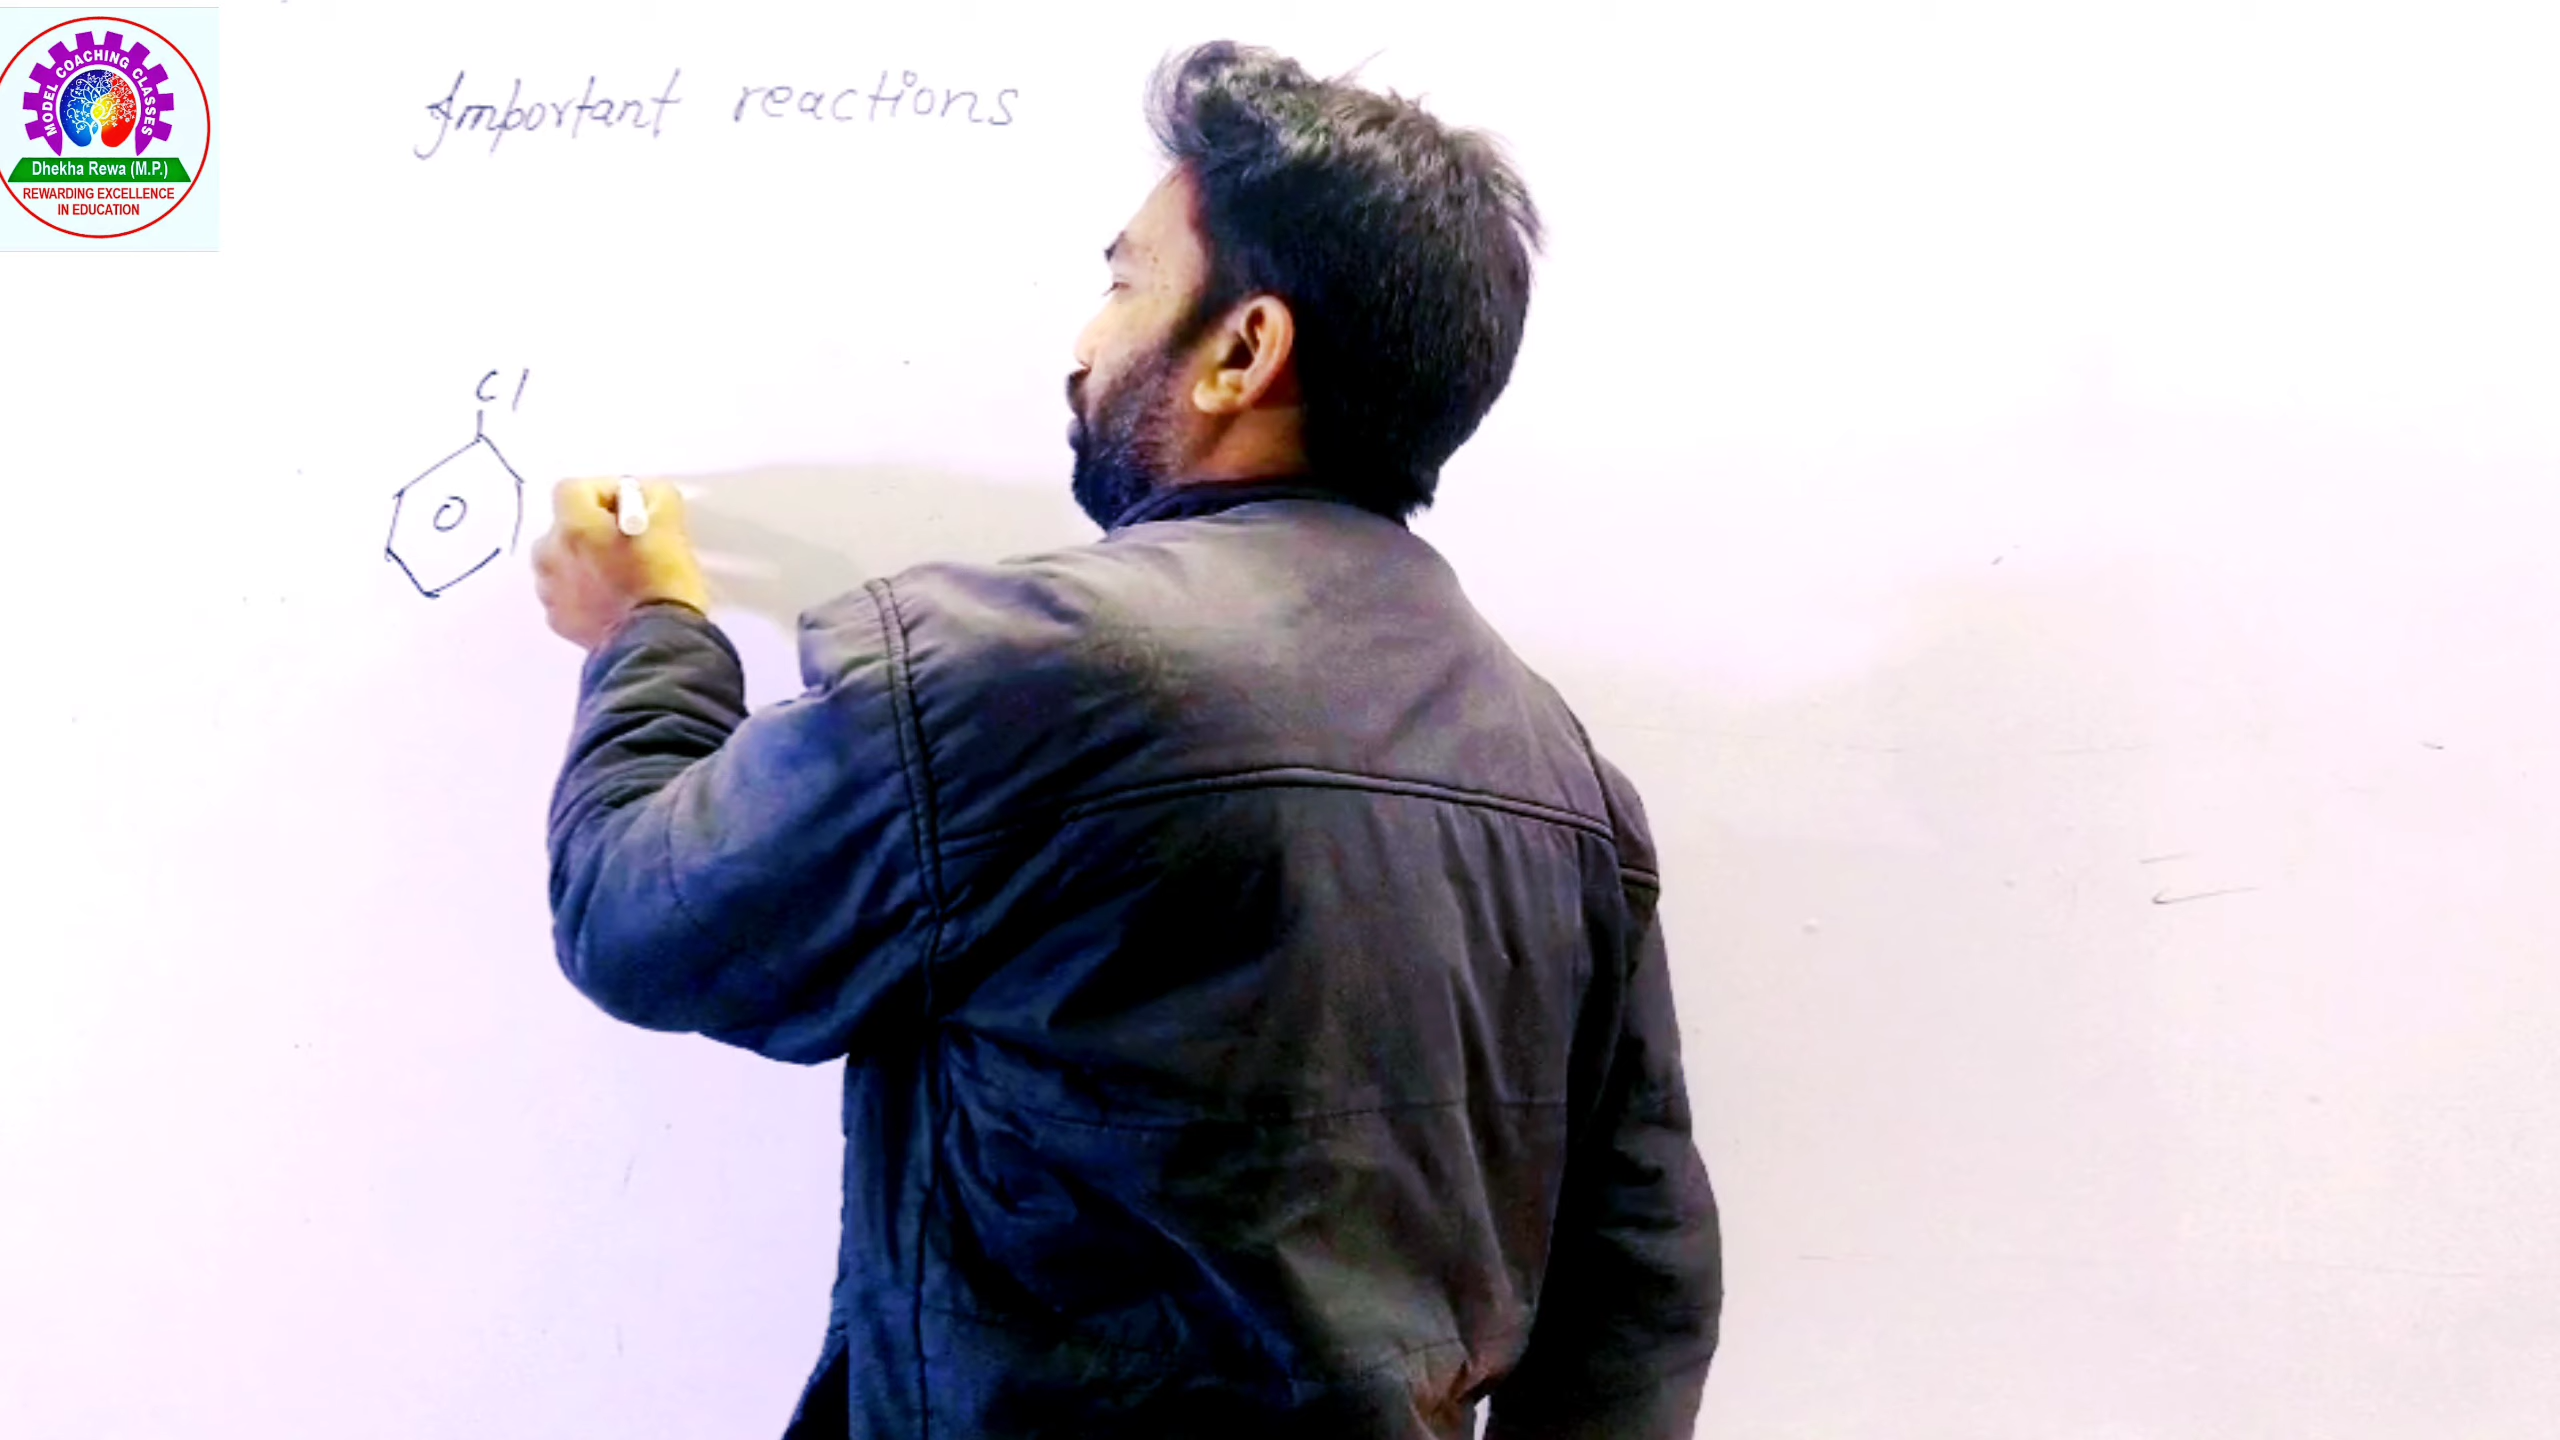 MODEL COACHING CLASSES
Dhekha Rewa (M.P.)
REWARDING EXCELLENCE
IN EDUCATION
Important reactions
Cl